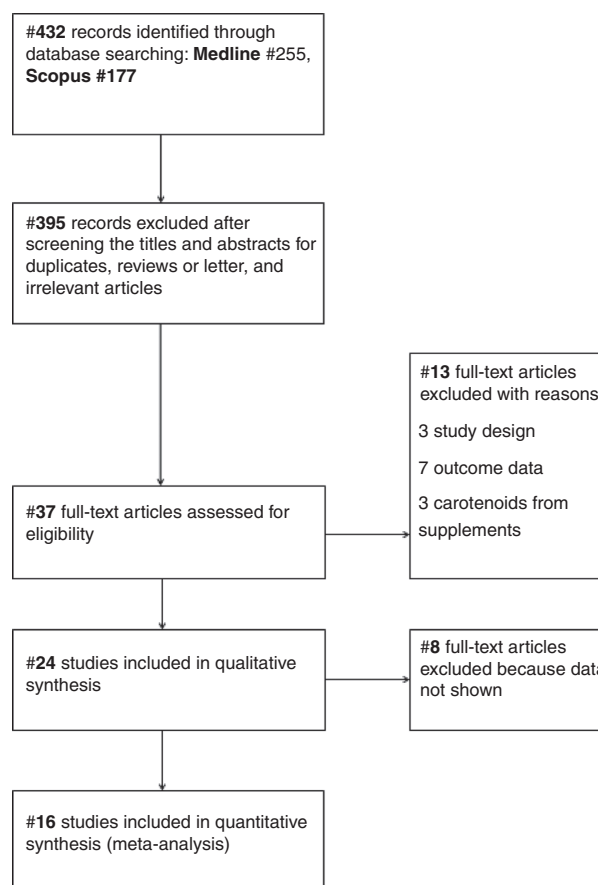 #432 records identified through
database searching: Medline #255,
Scopus #177
#395 records excluded after
screening the titles and abstracts for
duplicates, reviews or letter, and
irrelevant articles
#13 full-text articles
excluded with reasons
3 study design
7 outcome data
3 carotenoids from
supplements
#37 full-text articles assessed for
eligibility
#24 studies included in qualitative
synthesis
#8 full-text articles
excluded because data
not shown
#16 studies included in quantitative
synthesis (meta-analysis)